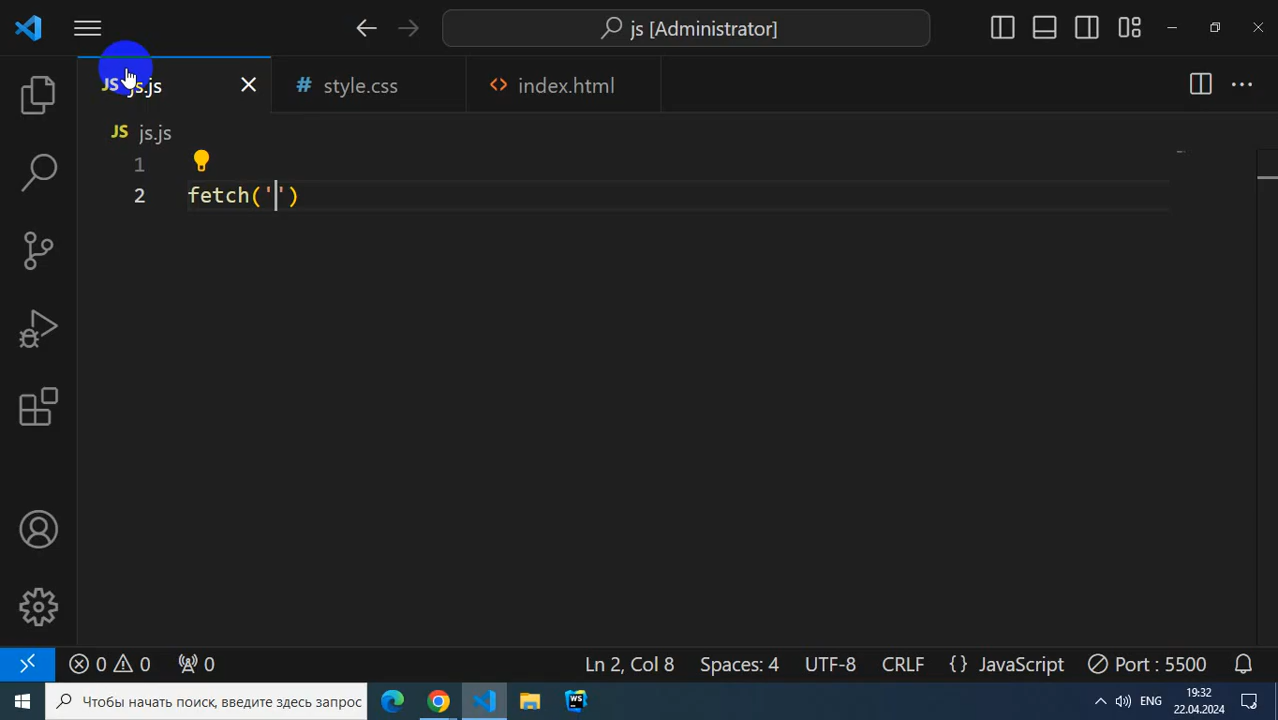 js [Administrator]
JS js.js
# style.css
<> index.html
JS js.js
1
2 fetch('')
0 0 0
Ln 2, Col 8
Spaces: 4
UTF-8
CRLF
{} JavaScript
Port : 5500
Чтобы начать поиск, введите здесь запрос
WS
ENG
19:32
22.04.2024